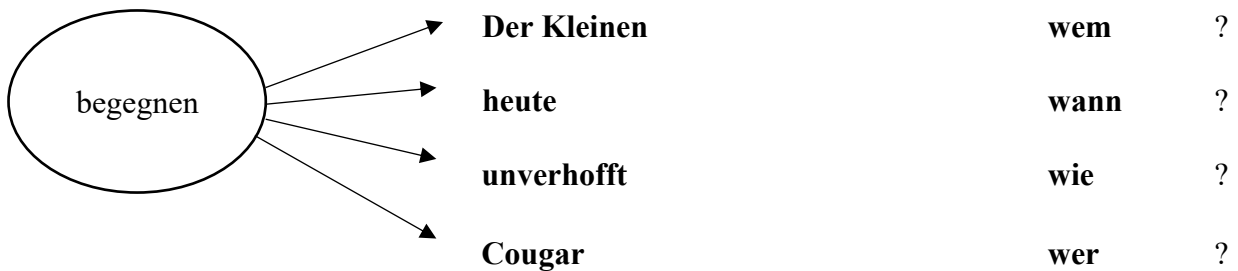 Der Kleinen wem ?
begegnen
heute wann ?
unverhofft wie ?
Cougar wer ?